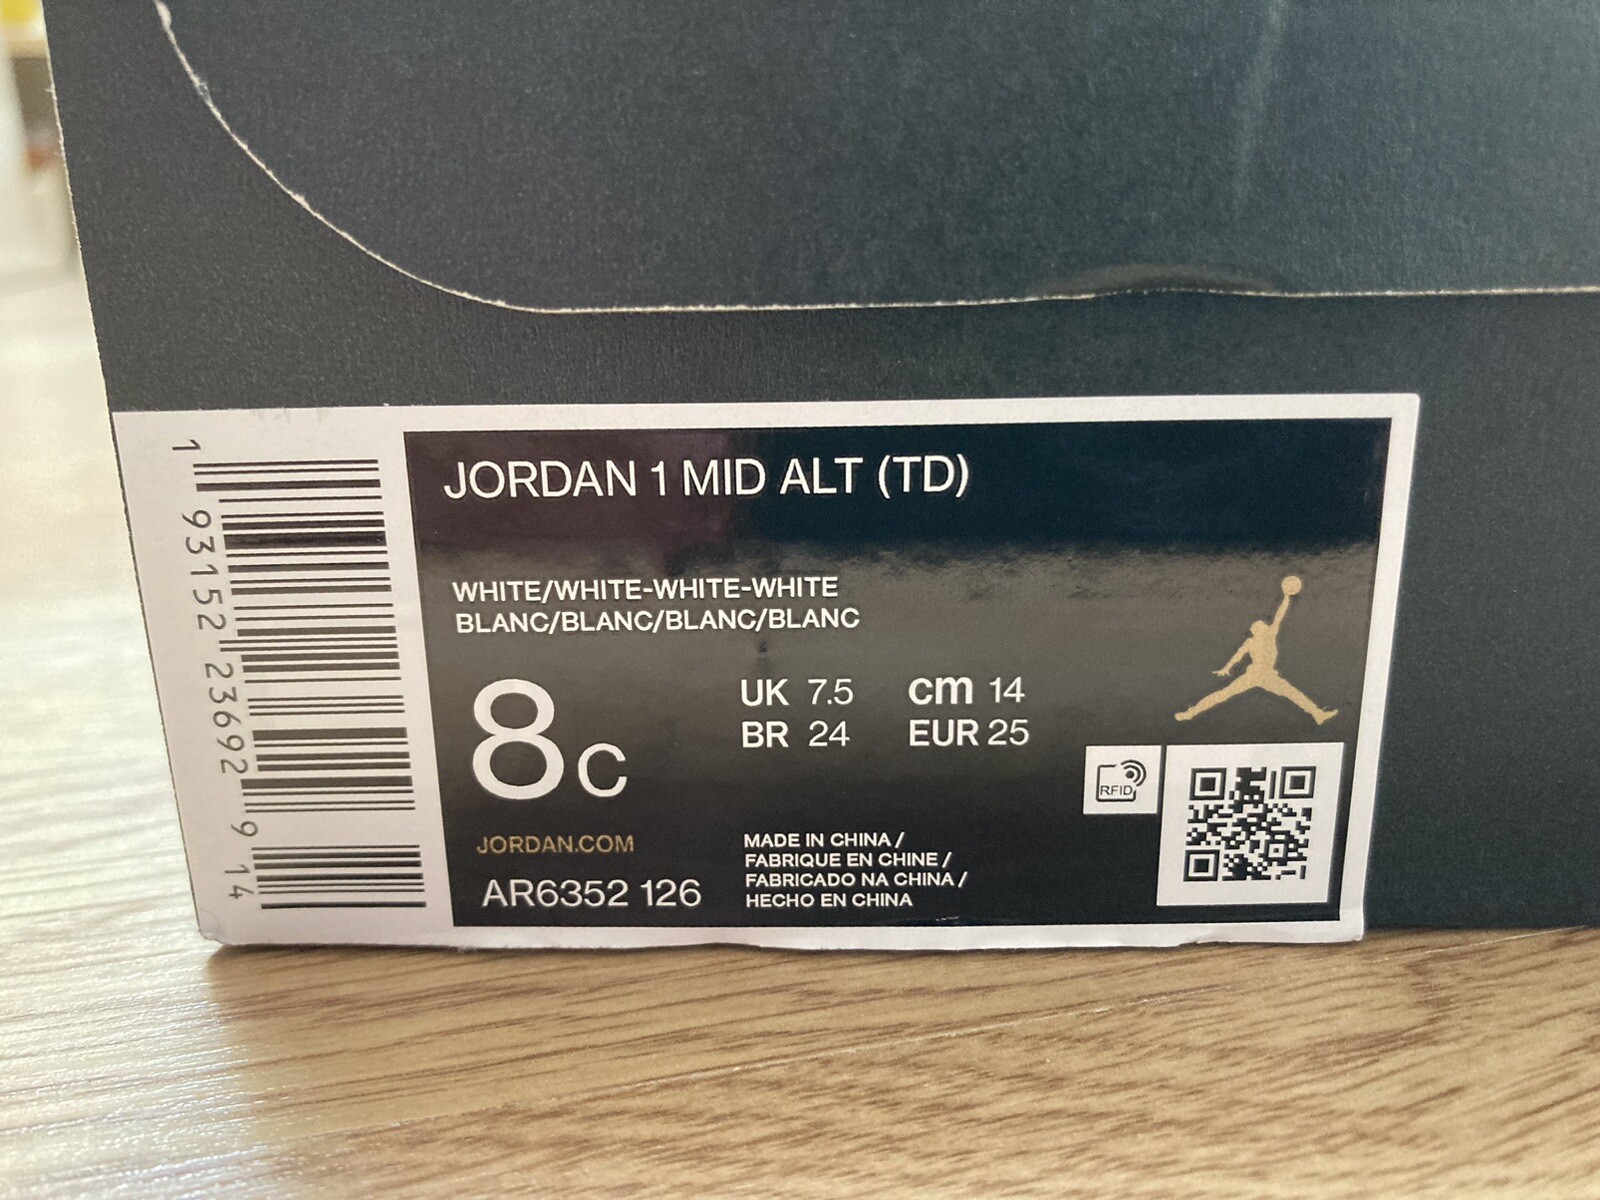 JORDAN 1 MID ALT (TD)
WHITE/WHITE-WHITE-WHITE
BLANC/BLANC/BLANC/BLANC
8C
UK 7.5 cm 14
BR 24 EUR 25
RFID
JORDAN.COM
AR6352 126
MADE IN CHINA /
FABRIQUE EN CHINE /
FABRICADO NA CHINA /
HECHO EN CHINA
1 93152 23692 9 14